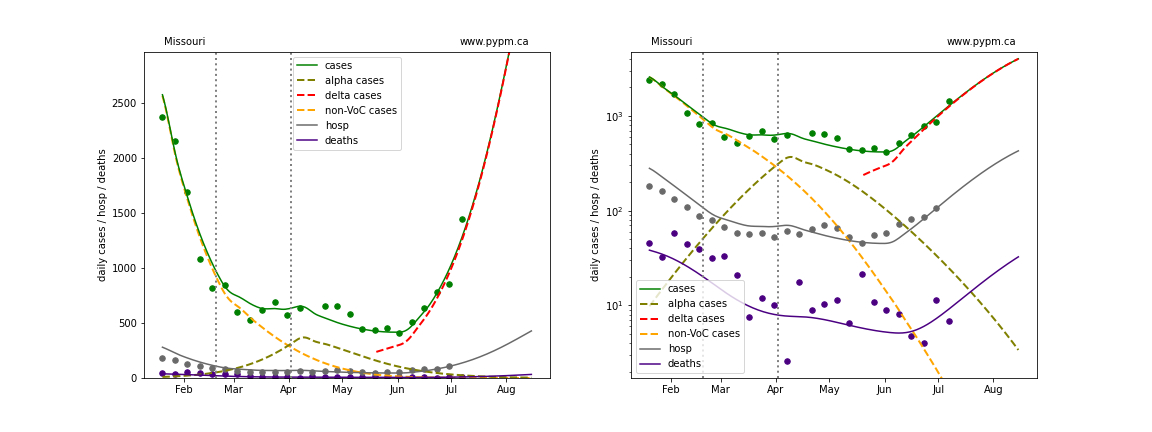 Missouri
www.pypm.ca
daily cases / hosp / deaths
2500
2000
1500
1000
500
0
Feb
Mar
Apr
May
Jun
Jul
Aug
cases
alpha cases
delta cases
non-VoC cases
hosp
deaths
Missouri
www.pypm.ca
daily cases / hosp / deaths
10³
10²
10¹
Feb
Mar
Apr
May
Jun
Jul
Aug
cases
alpha cases
delta cases
non-VoC cases
hosp
deaths